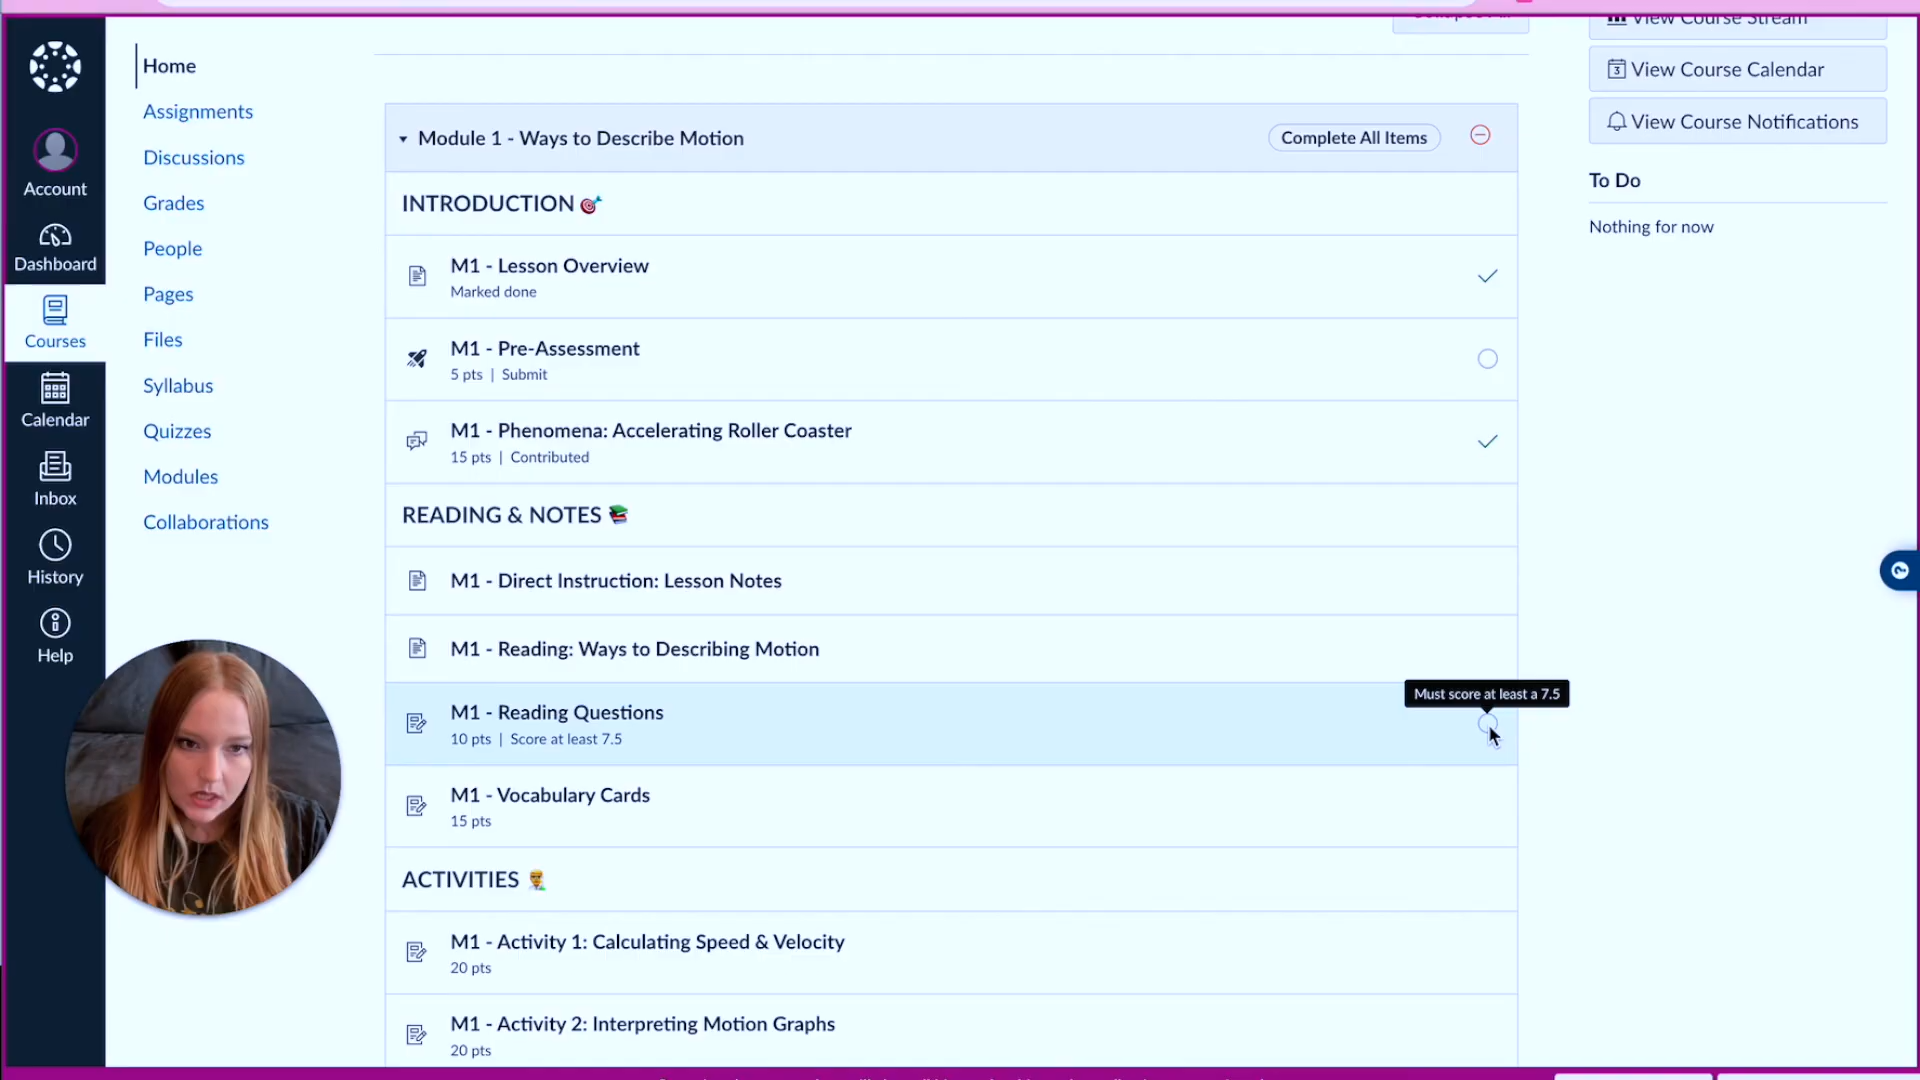 View Course Stream
Home
Account
Dashboard
Courses
Calendar
Inbox
History
Help
Assignments
Discussions
Grades
People
Pages
Files
Syllabus
Quizzes
Modules
Collaborations
Module 1 - Ways to Describe Motion
Complete All Items
INTRODUCTION 🎯
M1 - Lesson Overview
Marked done
M1 - Pre-Assessment
5 pts | Submit
M1 - Phenomena: Accelerating Roller Coaster
15 pts | Contributed
READING & NOTES 📚
M1 - Direct Instruction: Lesson Notes
M1 - Reading: Ways to Describing Motion
Must score at least a 7.5
M1 - Reading Questions
10 pts | Score at least 7.5
M1 - Vocabulary Cards
15 pts
ACTIVITIES 👨‍🔬
M1 - Activity 1: Calculating Speed & Velocity
20 pts
M1 - Activity 2: Interpreting Motion Graphs
20 pts
3 View Course Calendar
View Course Notifications
To Do
Nothing for now